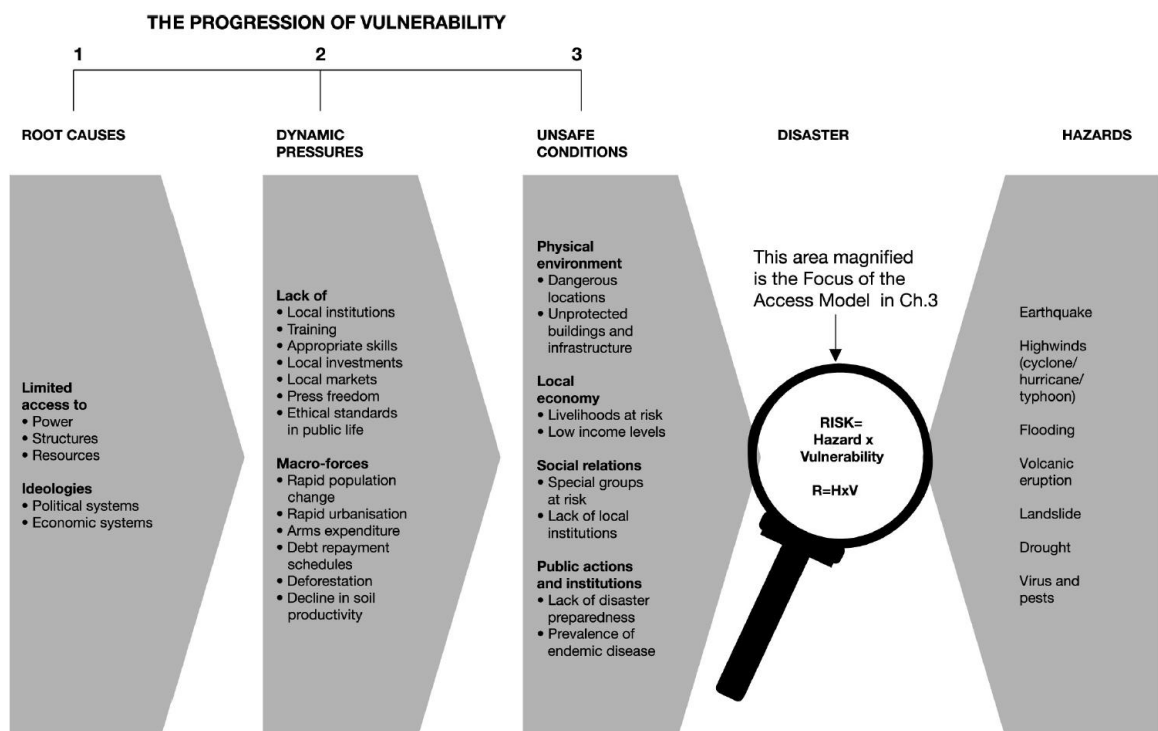 THE PROGRESSION OF VULNERABILITY
1 2 3
ROOT CAUSES
Limited
access to
• Power
• Structures
• Resources
Ideologies
• Political systems
• Economic systems
DYNAMIC
PRESSURES
Lack of
• Local institutions
• Training
• Appropriate skills
• Local investments
• Local markets
• Press freedom
• Ethical standards
in public life
Macro-forces
• Rapid population
change
• Rapid urbanisation
• Arms expenditure
• Debt repayment
schedules
• Deforestation
• Decline in soil
productivity
UNSAFE
CONDITIONS
Physical
environment
• Dangerous
locations
• Unprotected
buildings and
infrastructure
Local
economy
• Livelihoods at risk
• Low income levels
Social relations
• Special groups
at risk
• Lack of local
institutions
Public actions
and institutions
• Lack of disaster
preparedness
• Prevalence of
endemic disease
DISASTER
This area magnified
is the Focus of the
Access Model in Ch.3
RISK=
Hazard x
Vulnerability
R=HxV
HAZARDS
Earthquake
Highwinds
(cyclone/
hurricane/
typhoon)
Flooding
Volcanic
eruption
Landslide
Drought
Virus and
pests